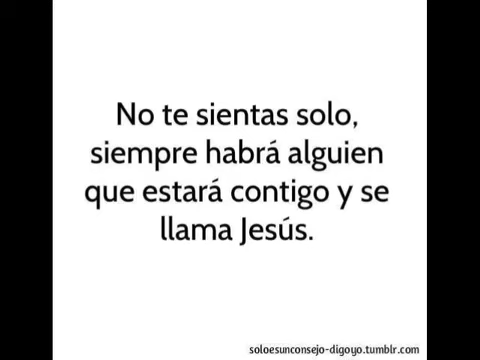 No te sientas solo,
siempre habrá alguien
que estará contigo y se
llama Jesús.
soloesunconsejo-digoyo.tumblr.com